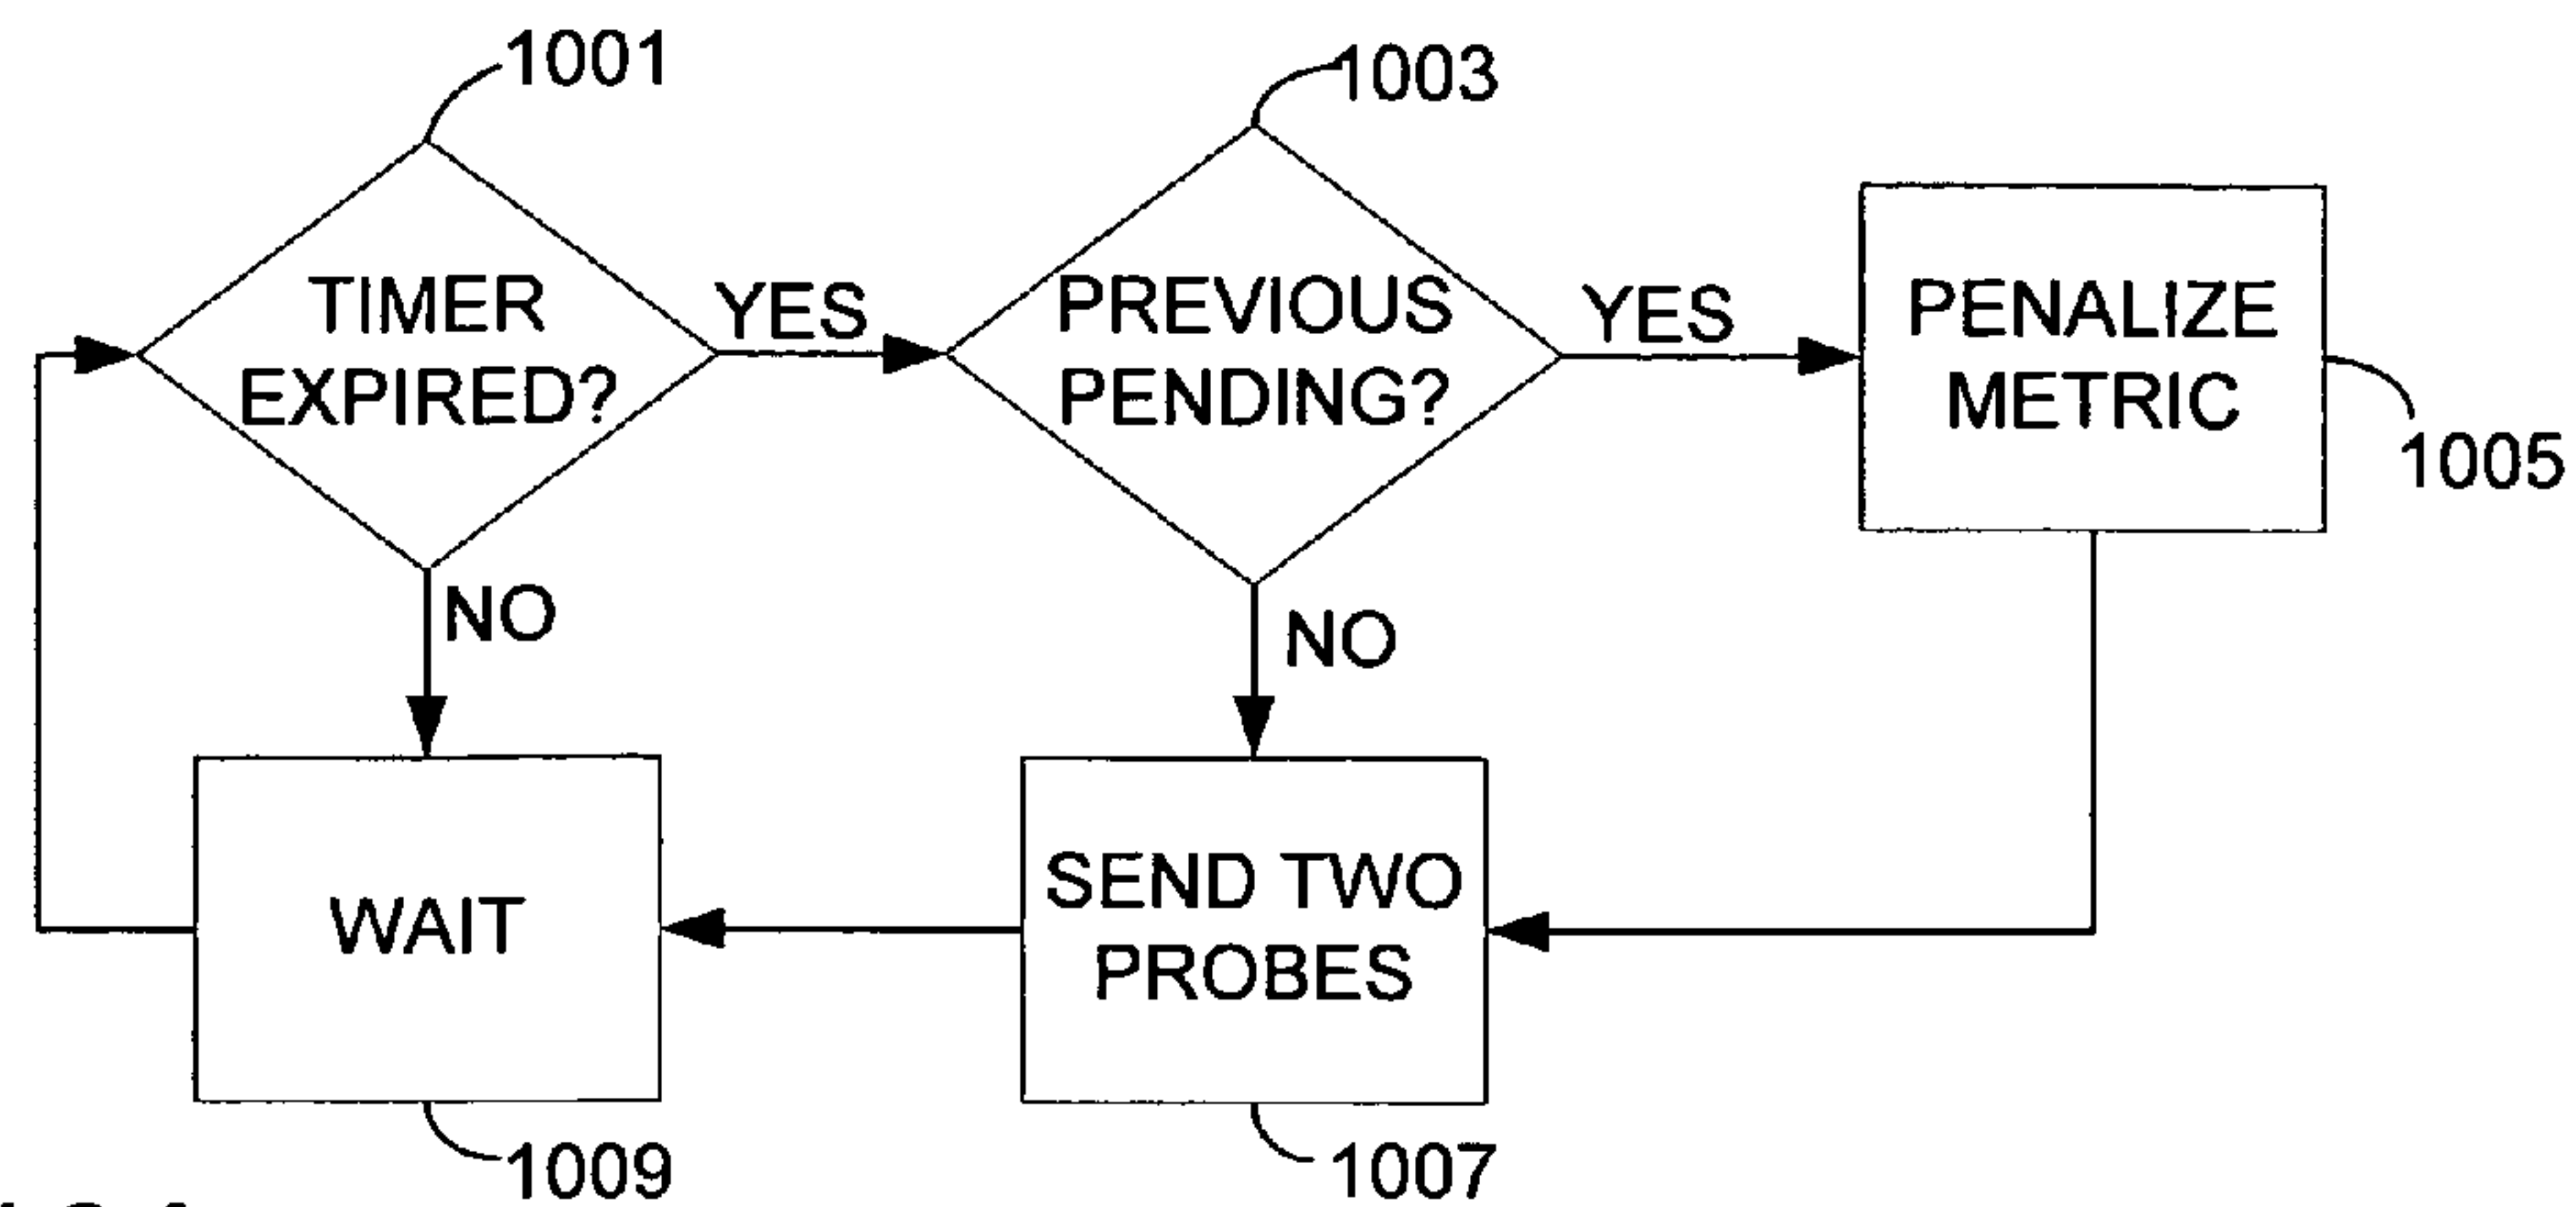 1001
1003
TIMER
EXPIRED?
YES
PREVIOUS
PENDING?
YES
PENALIZE
METRIC
1005
NO
NO
WAIT
SEND TWO
PROBES
1009
1007